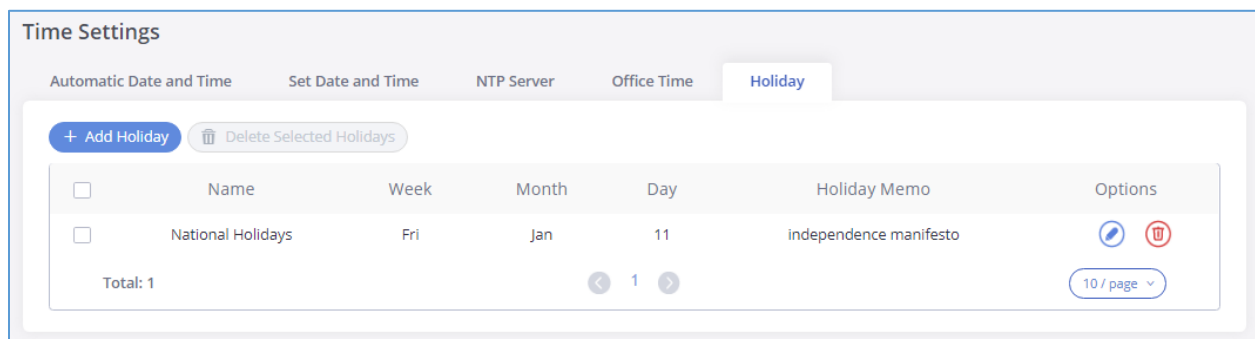 Time Settings
Automatic Date and Time Set Date and Time NTP Server Office Time Holiday
+ Add Holiday Delete Selected Holidays
Name Week Month Day Holiday Memo Options
National Holidays Fri Jan 11 independence manifesto
Total: 1 1 10 / page